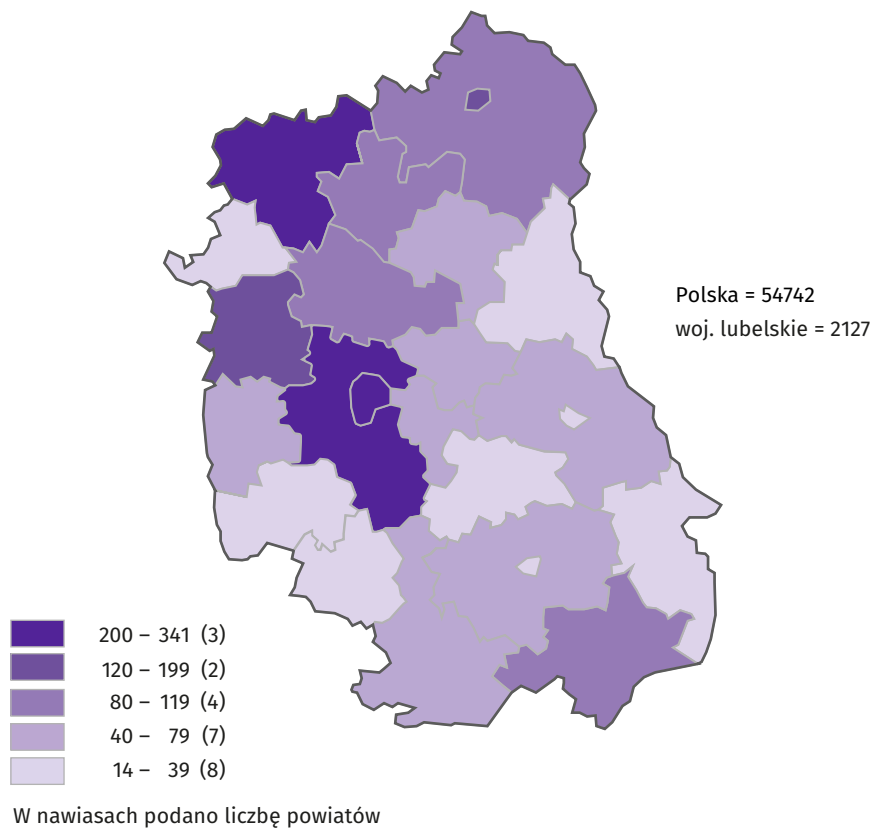 Polska = 54742
woj. lubelskie = 2127
200 – 341 (3)
120 – 199 (2)
80 – 119 (4)
40 – 79 (7)
14 – 39 (8)
W nawiasach podano liczbę powiatów